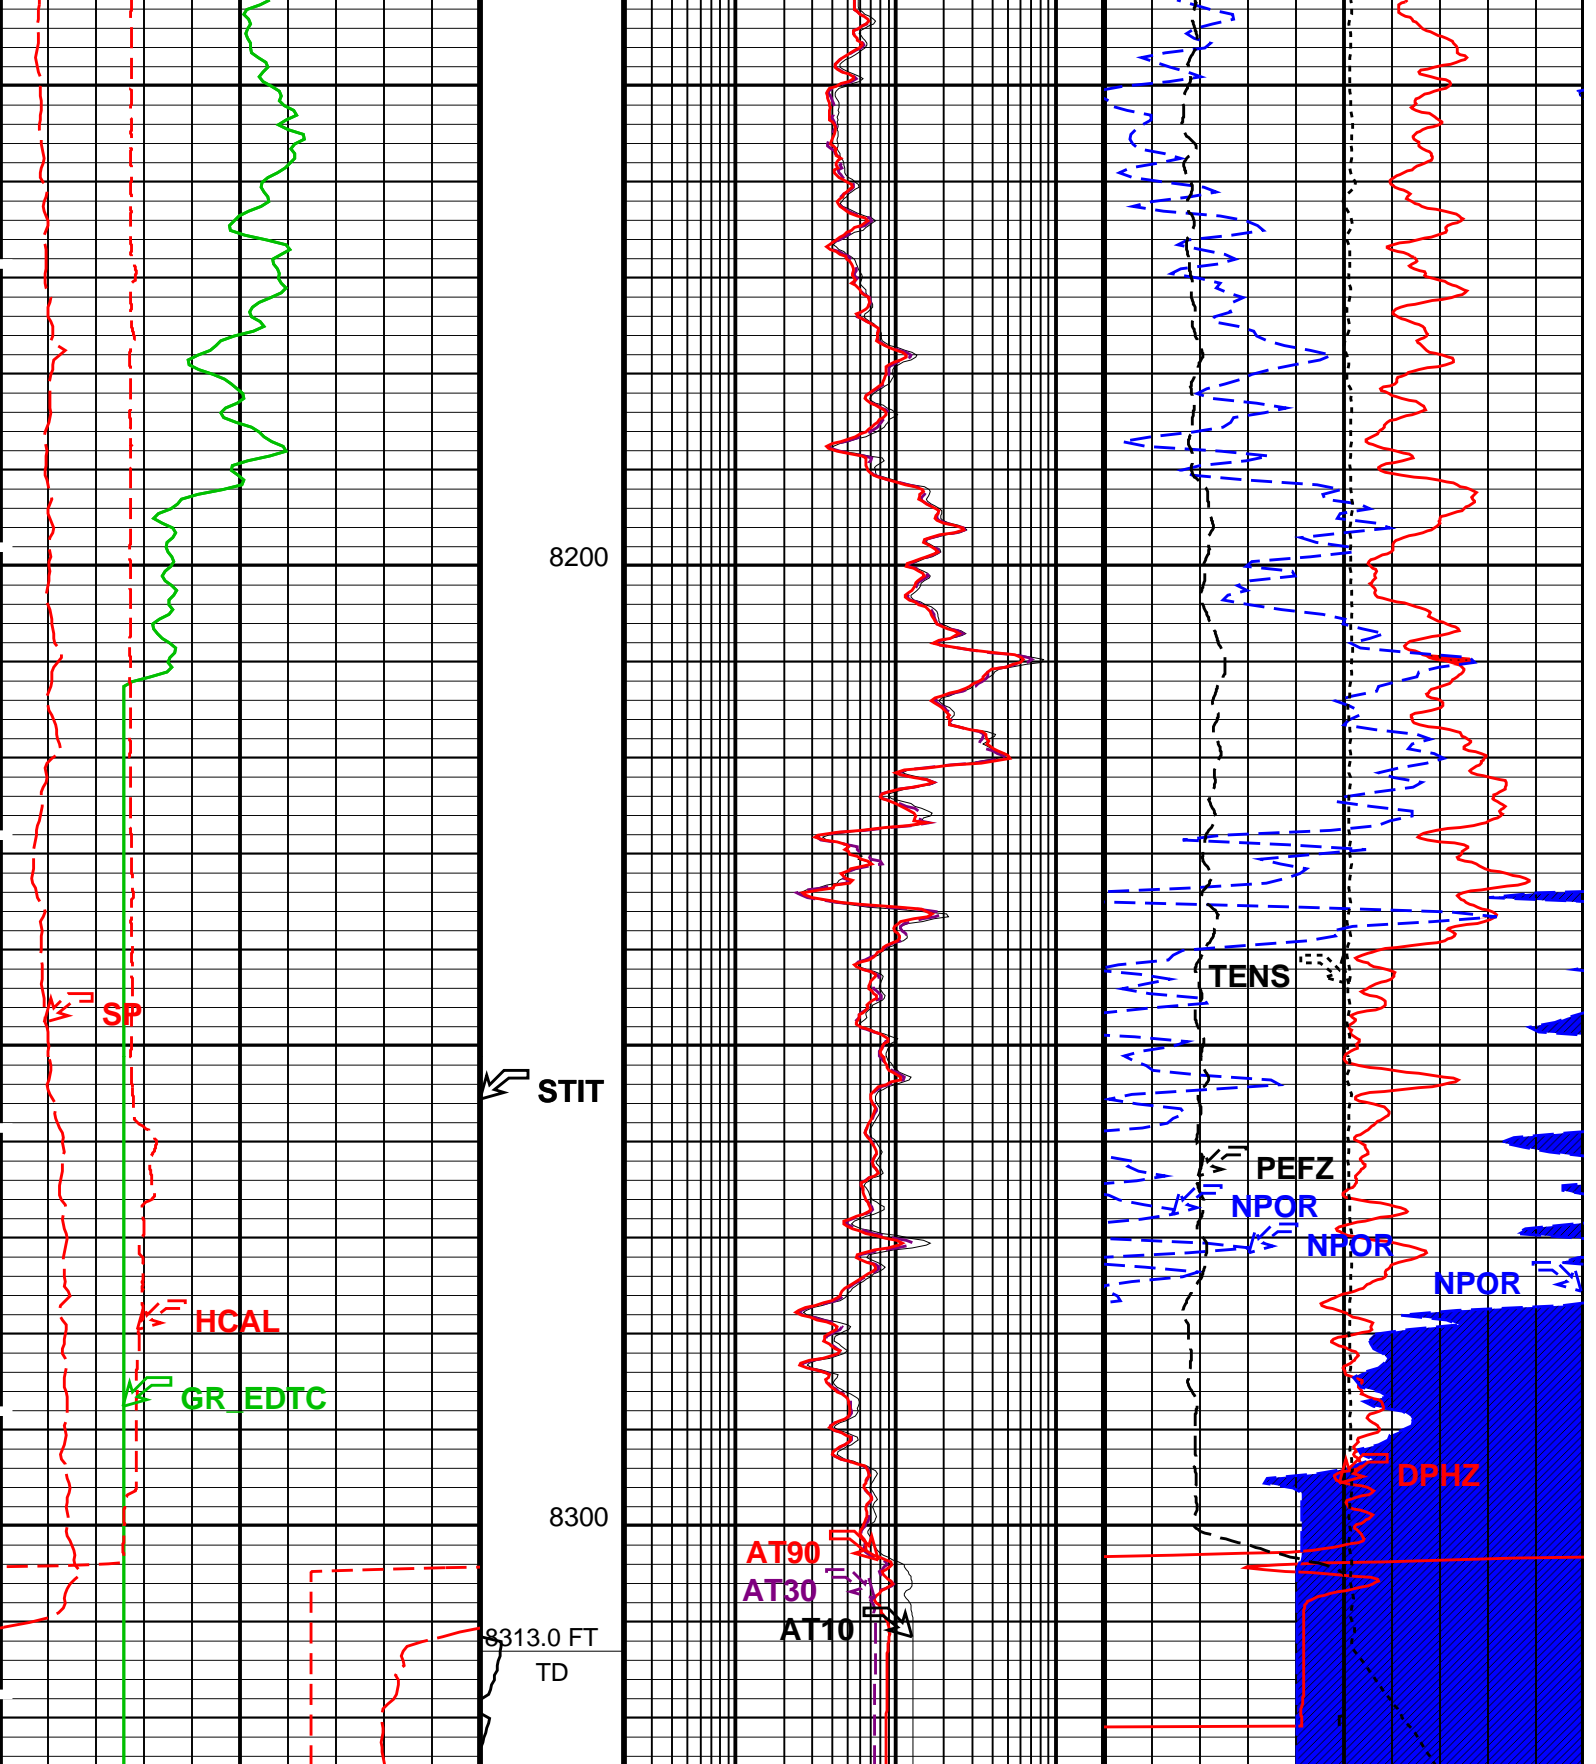 8200
TENS
SP
STIT
PEFZ
NPOR
NPOR
NPOR
HCAL
GR_EDTC
DPHZ
8300
AT90
AT30
AT10
8313.0 FT
TD